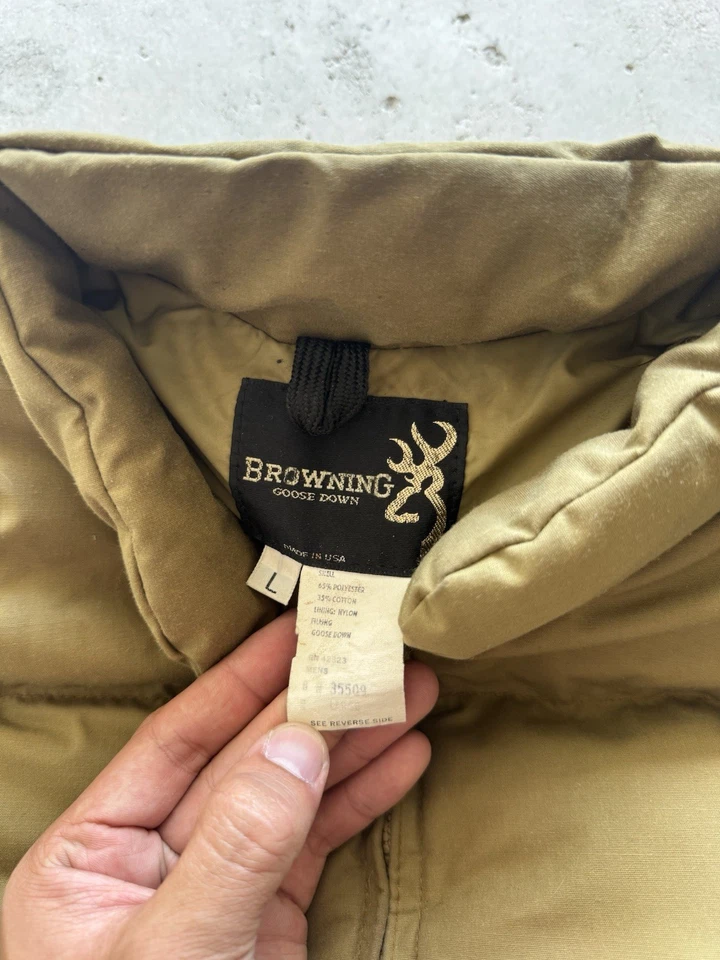 BROWNING
GOOSE DOWN
MADE IN USA
L
SHELL
65% POLYESTER
35% COTTON
LINING: NYLON
FILLING
GOOSE DOWN
MENS
35509
LARGE
SEE REVERSE SIDE